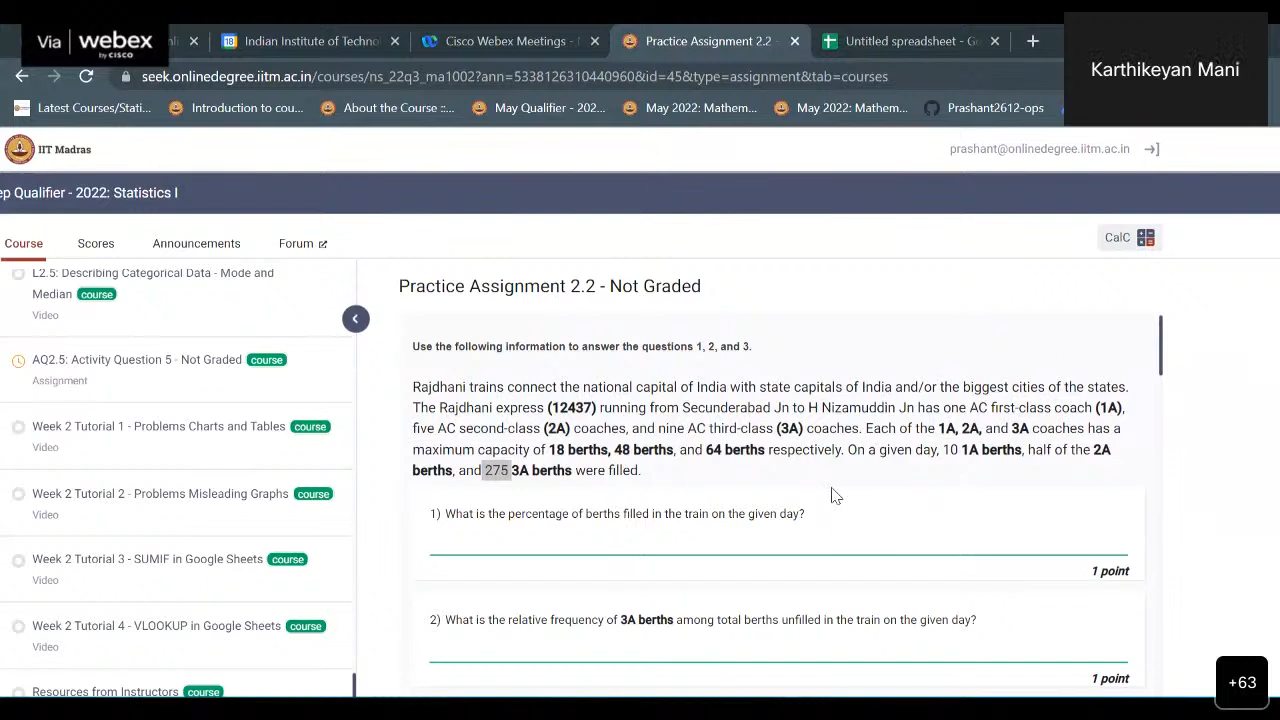 Via webex
by CISCO
Indian Institute of Techno
Cisco Webex Meetings -
Practice Assignment 2.2 -
Untitled spreadsheet - Go
Karthikeyan Mani
seek.onlinedegree.iitm.ac.in/courses/ns_22q3_ma1002?ann=5338126310440960&id=45&type=assignment&tab=courses
Latest Courses/Stati...
Introduction to cou...
About the Course ::...
May Qualifier - 202...
May 2022: Mathem...
May 2022: Mathem...
Prashant2612-ops
IIT Madras
prashant@onlinedegree.iitm.ac.in
ep Qualifier - 2022: Statistics I
Course
Scores
Announcements
Forum
CalC
L2.5: Describing Categorical Data - Mode and
Median course
Video
AQ2.5: Activity Question 5 - Not Graded course
Assignment
Week 2 Tutorial 1 - Problems Charts and Tables course
Video
Week 2 Tutorial 2 - Problems Misleading Graphs course
Video
Week 2 Tutorial 3 - SUMIF in Google Sheets course
Video
Week 2 Tutorial 4 - VLOOKUP in Google Sheets course
Video
Resources from Instructors course
Practice Assignment 2.2 - Not Graded
Use the following information to answer the questions 1, 2, and 3.
Rajdhani trains connect the national capital of India with state capitals of India and/or the biggest cities of the states.
The Rajdhani express (12437) running from Secunderabad Jn to H Nizamuddin Jn has one AC first-class coach (1A),
five AC second-class (2A) coaches, and nine AC third-class (3A) coaches. Each of the 1A, 2A, and 3A coaches has a
maximum capacity of 18 berths, 48 berths, and 64 berths respectively. On a given day, 10 1A berths, half of the 2A
berths, and 275 3A berths were filled.
1) What is the percentage of berths filled in the train on the given day?
1 point
2) What is the relative frequency of 3A berths among total berths unfilled in the train on the given day?
1 point
+63